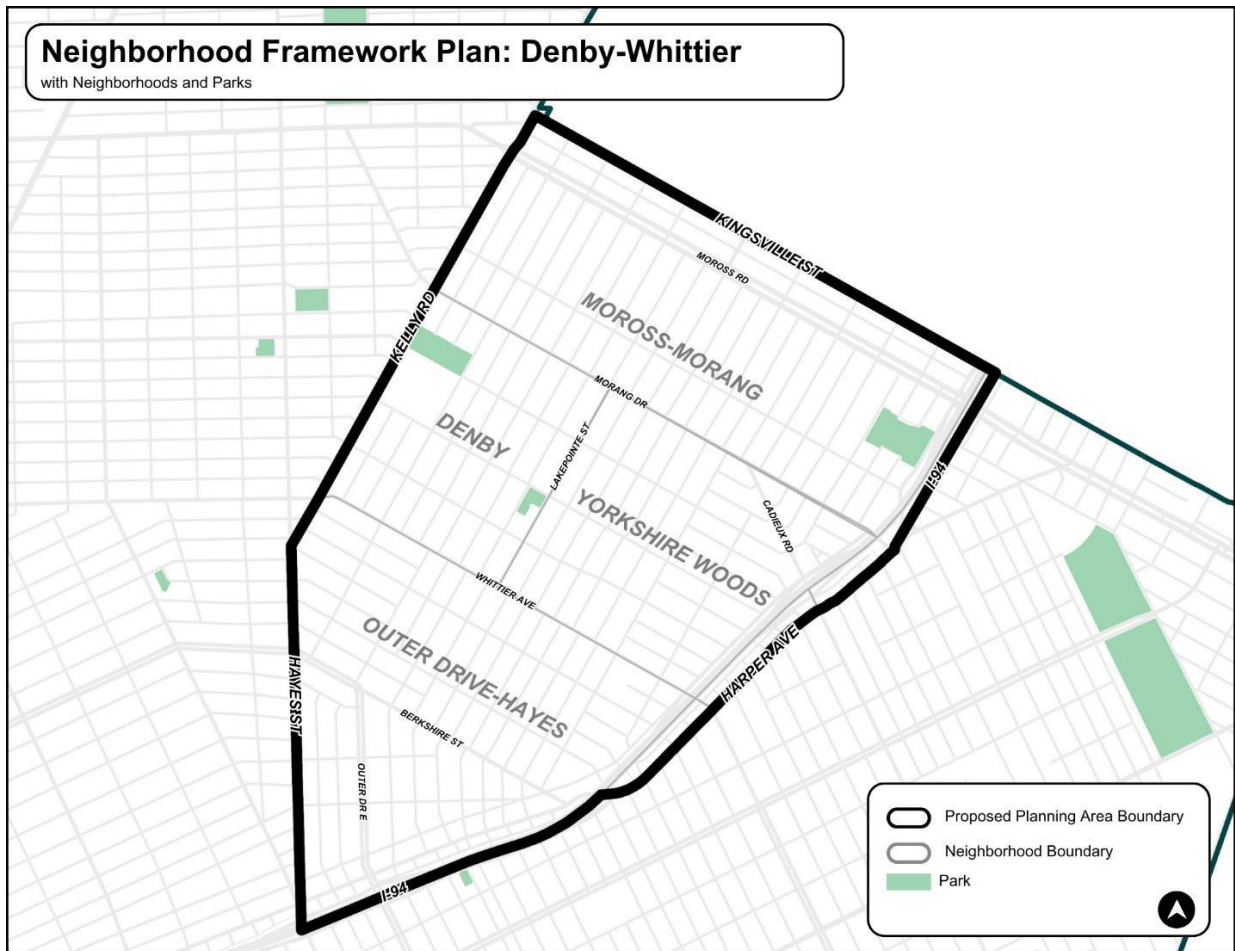 Neighborhood Framework Plan: Denby-Whittier
with Neighborhoods and Parks
KINGSVILLE ST
MOROSS RD
MOROSS-MORANG
KELLY RD
MORANG DR
DENBY
LAKEPOINTE ST
I-94
CADIEUX RD
YORKSHIRE WOODS
WHITTIER AVE
OUTER DRIVE-HAYES
HARPER AVE
HAYES ST
BERKSHIRE ST
OUTER DR E
I-94
Proposed Planning Area Boundary
Neighborhood Boundary
Park